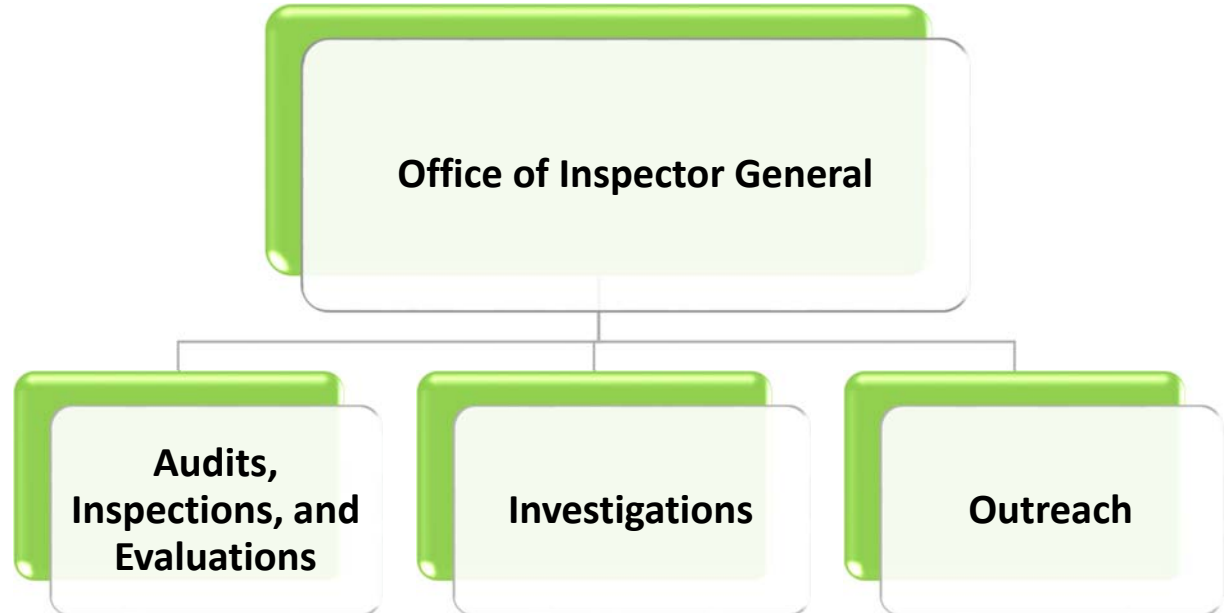 Office of Inspector General
Audits,
Inspections, and
Evaluations
Investigations
Outreach